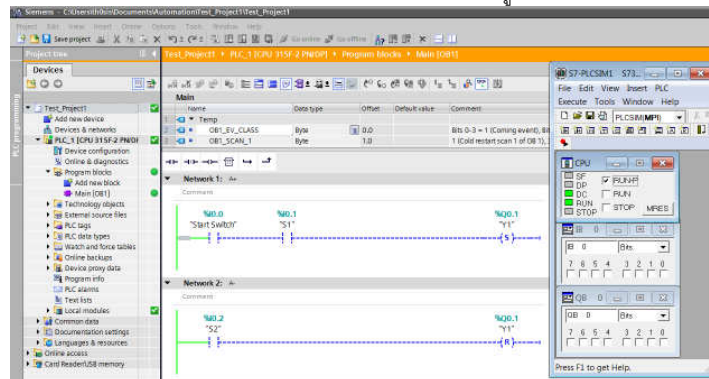 Siemens - C:\Users\Ir0sis\Documents\Automation\Test_Project1\Test_Project1
Project Edit View Insert Online Options Tools Window Help
Save project Go online Go offline
Project tree
Test_Project1 PLC_1 [CPU 315F-2 PN/DP] Program blocks Main [OB1]
Devices
PLC programming
Test_Project1
Add new device
Devices & networks
PLC_1 [CPU 315F-2 PN/DP
Device configuration
Online & diagnostics
Program blocks
Add new block
Main [OB1]
Technology objects
External source files
PLC tags
PLC data types
Watch and force tables
Online backups
Device proxy data
Program info
PLC alarms
Text lists
Local modules
Common data
Documentation settings
Languages & resources
Online access
Card Reader/USB memory
Main
Name Data type Offset Default value Comment
1 Temp
2 OB1_EV_CLASS Byte 0.0 Bits 0-3 = 1 (Coming event), Bit
3 OB1_SCAN_1 Byte 1.0 1 (Cold restart scan 1 of OB 1),
Network 1:
Comment
%I0.0 %I0.1 %Q0.1
"Start Switch" "S1" "Y1"
(S)
Network 2:
Comment
%I0.2 %Q0.1
"S2" "Y1"
(R)
S7-PLCSIM1 S73...
File Edit View Insert PLC
Execute Tools Window Help
PLCSIM(MPI)
CPU
SF
DP
DC
RUN
STOP
RUN-P
RUN
STOP MRES
IB 0
IB 0 Bits
7 6 5 4 3 2 1 0
QB 0
QB 0 Bits
7 6 5 4 3 2 1 0
Press F1 to get Help.